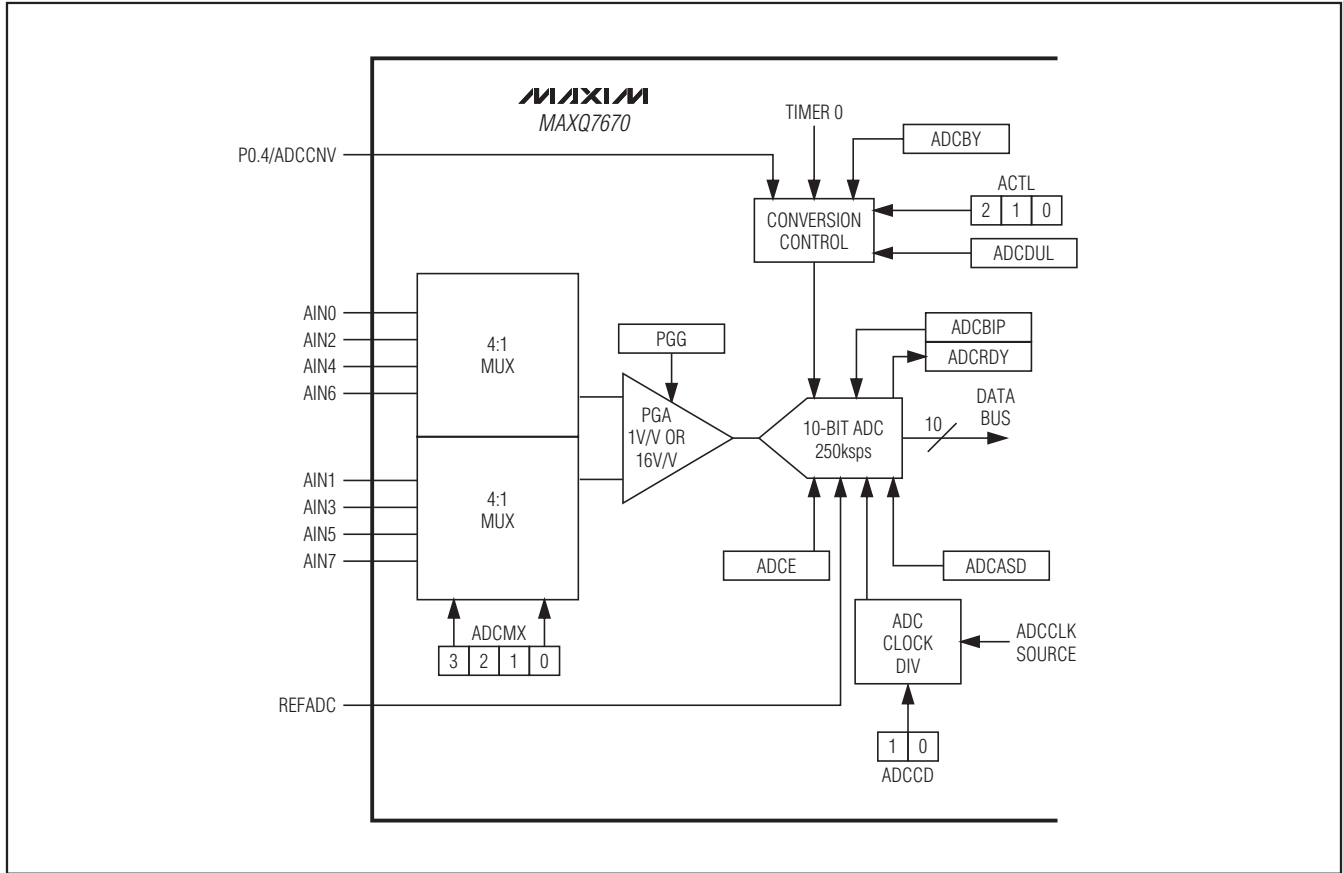 MAXIM
MAXQ7670
TIMER 0
P0.4/ADCCNV
ADCBY
ACTL
2 1 0
CONVERSION
CONTROL
ADCDUL
AIN0
AIN2
AIN4
AIN6
4:1
MUX
PGG
ADCBIP
ADCRDY
PGA
1V/V OR
16V/V
10-BIT ADC
250ksps
10
DATA
BUS
AIN1
AIN3
AIN5
AIN7
4:1
MUX
ADCE
ADCASD
ADCMX
3 2 1 0
ADC
CLOCK
DIV
ADCCLK
SOURCE
REFADC
1 0
ADCCD